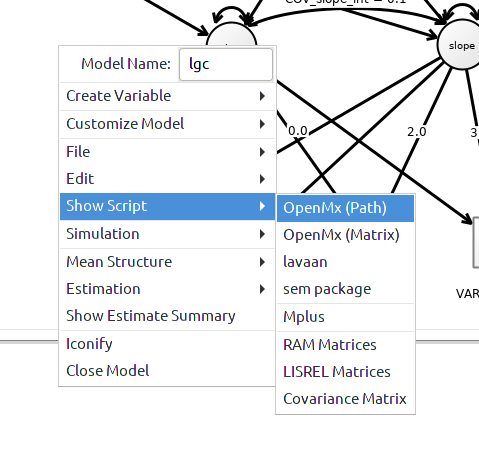 COV_slope_int = 0.1
slope
Model Name: lgc
Create Variable
Customize Model
0.0
2.0
3
File
Edit
Show Script
OpenMx (Path)
Simulation
OpenMx (Matrix)
Mean Structure
lavaan
Estimation
sem package
VAR
Show Estimate Summary
Mplus
Iconify
RAM Matrices
Close Model
LISREL Matrices
Covariance Matrix